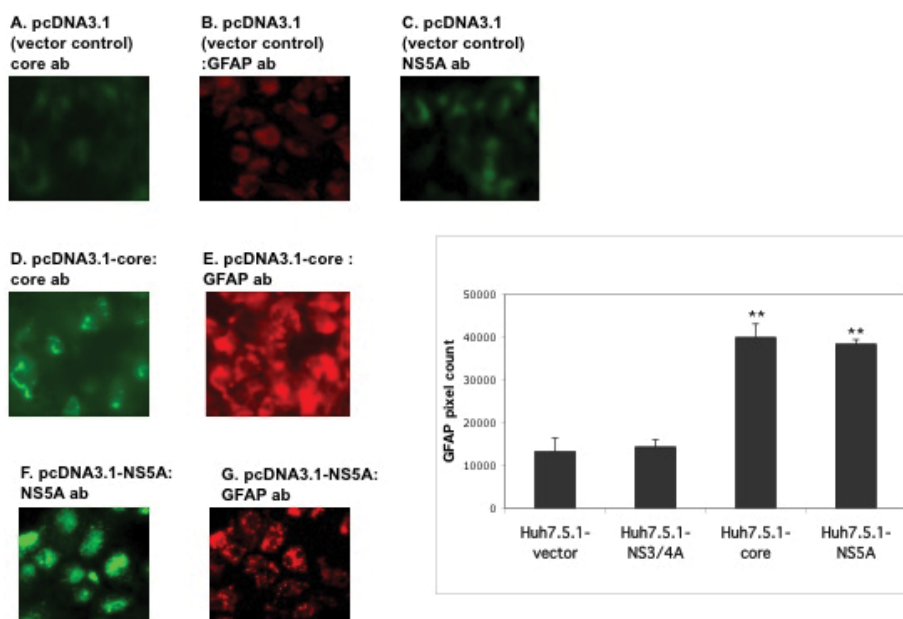 A. pcDNA3.1
(vector control)
core ab
B. pcDNA3.1
(vector control)
:GFAP ab
C. pcDNA3.1
(vector control)
NS5A ab
D. pcDNA3.1-core:
core ab
E. pcDNA3.1-core :
GFAP ab
F. pcDNA3.1-NS5A:
NS5A ab
G. pcDNA3.1-NS5A:
GFAP ab
GFAP pixel count
50000
40000
30000
20000
10000
0
**
**
Huh7.5.1-
vector
Huh7.5.1-
NS3/4A
Huh7.5.1-
core
Huh7.5.1-
NS5A